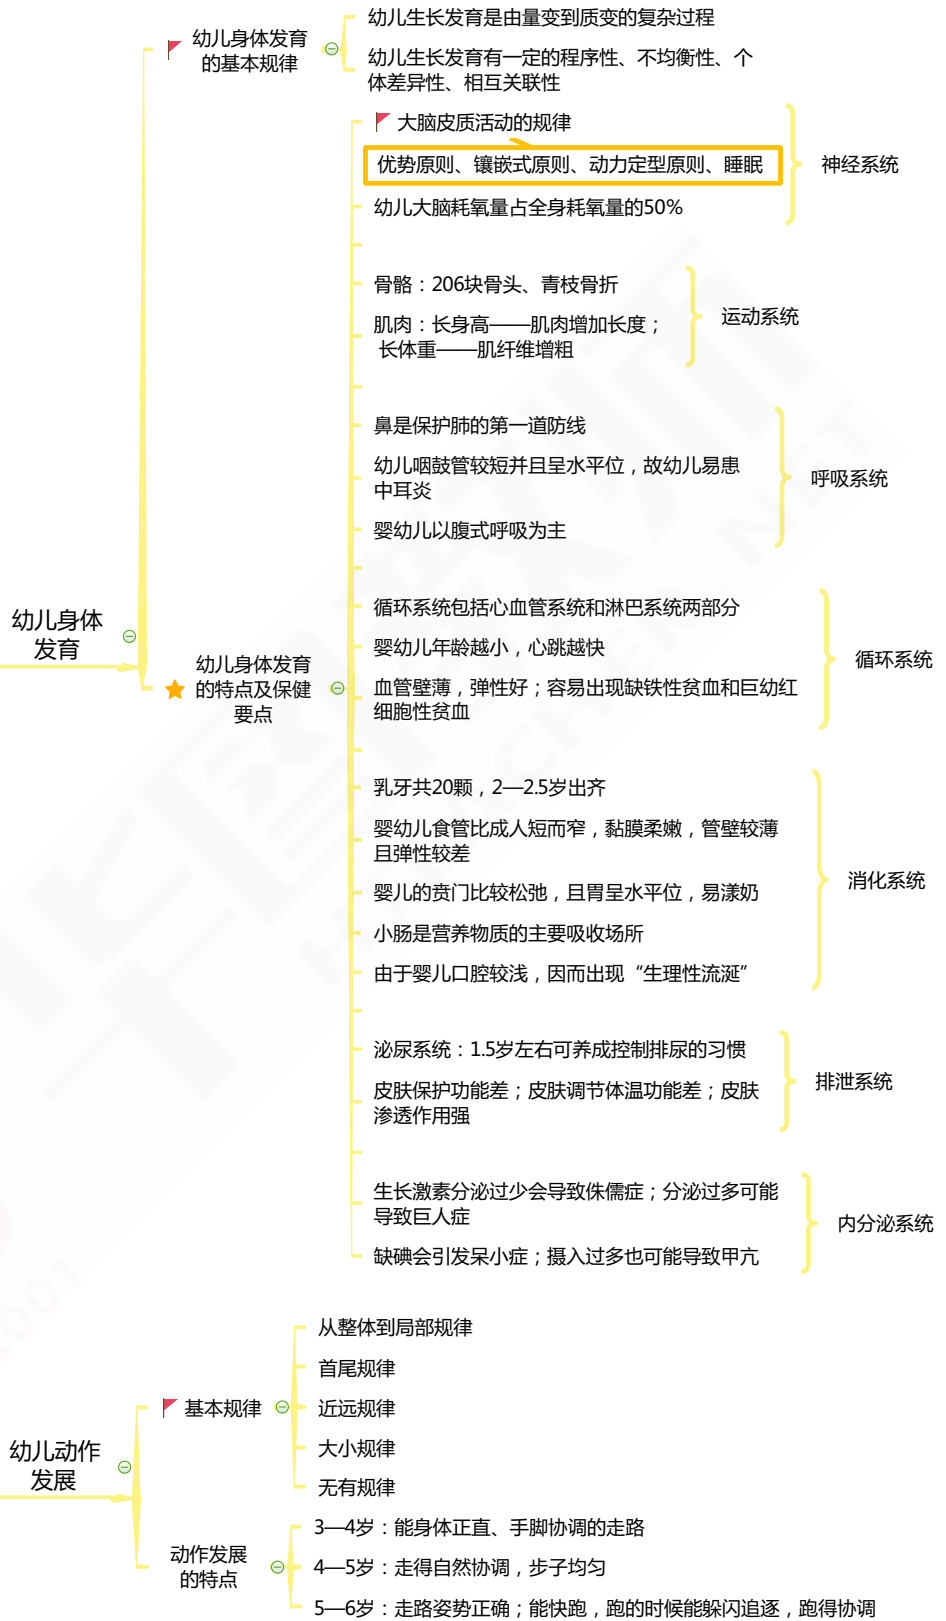 幼儿身体发育
的基本规律
幼儿生长发育是由量变到质变的复杂过程
幼儿生长发育有一定的程序性、不均衡性、个
体差异性、相互关联性
幼儿身体
发育
幼儿身体发育
的特点及保健
要点
大脑皮质活动的规律
优势原则、镶嵌式原则、动力定型原则、睡眠
幼儿大脑耗氧量占全身耗氧量的50%
神经系统
骨骼：206块骨头、青枝骨折
肌肉：长身高——肌肉增加长度；
长体重——肌纤维增粗
运动系统
鼻是保护肺的第一道防线
幼儿咽鼓管较短并且呈水平位，故幼儿易患
中耳炎
婴幼儿以腹式呼吸为主
呼吸系统
循环系统包括心血管系统和淋巴系统两部分
婴幼儿年龄越小，心跳越快
血管壁薄，弹性好；容易出现缺铁性贫血和巨幼红
细胞性贫血
循环系统
乳牙共20颗，2—2.5岁出齐
婴幼儿食管比成人短而窄，黏膜柔嫩，管壁较薄
且弹性较差
婴儿的贲门比较松弛，且胃呈水平位，易漾奶
小肠是营养物质的主要吸收场所
由于婴儿口腔较浅，因而出现“生理性流涎”
消化系统
泌尿系统：1.5岁左右可养成控制排尿的习惯
皮肤保护功能差；皮肤调节体温功能差；皮肤
渗透作用强
排泄系统
生长激素分泌过少会导致侏儒症；分泌过多可能
导致巨人症
缺碘会引发呆小症；摄入过多也可能导致甲亢
内分泌系统
幼儿动作
发展
基本规律
从整体到局部规律
首尾规律
近远规律
大小规律
无有规律
动作发展
的特点
3—4岁：能身体正直、手脚协调的走路
4—5岁：走得自然协调，步子均匀
5—6岁：走路姿势正确；能快跑，跑的时候能躲闪追逐，跑得协调